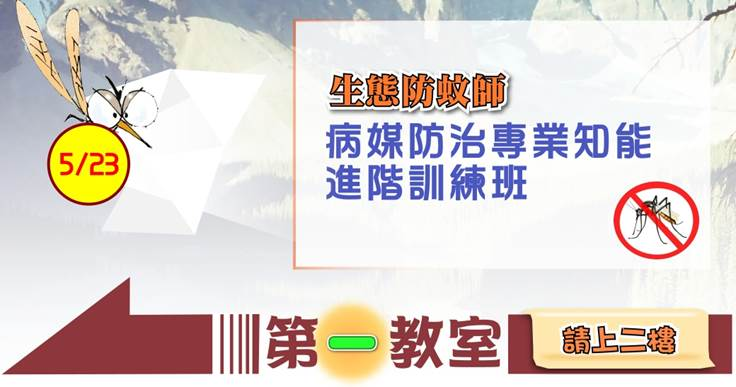 5/23
生態防蚊師
病媒防治專業知能
進階訓練班
第一教室
請上二樓